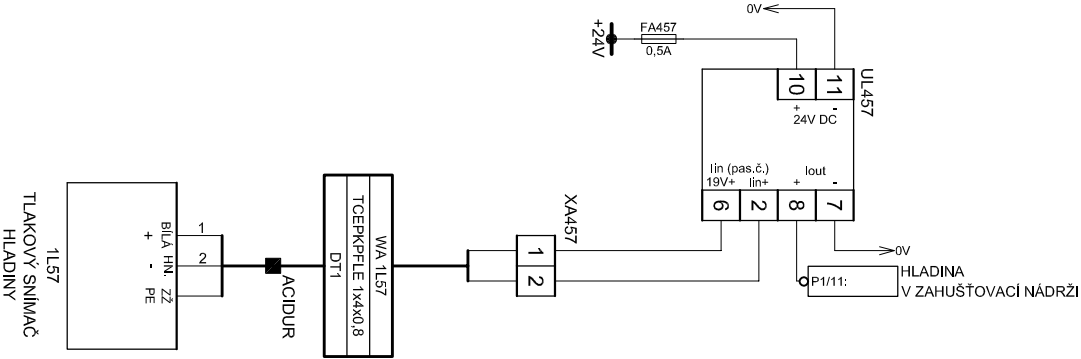 0V
+24V
FA457
0,5A
10
11
UL457
+
-
24V DC
Iin (pas.č.)
Iout
19V+
Iin+
+
-
6
2
8
7
0V
P1/11:
HLADINA
V ZAHUŠŤOVACÍ NÁDRŽI
XA457
1
2
WA 1L57
TCEPKPFLE 1x4x0,8
DT1
ACIDUR
1
2
BÍLÁ
HN.
ZŽ
+
-
PE
1L57
TLAKOVÝ SNÍMAČ
HLADINY